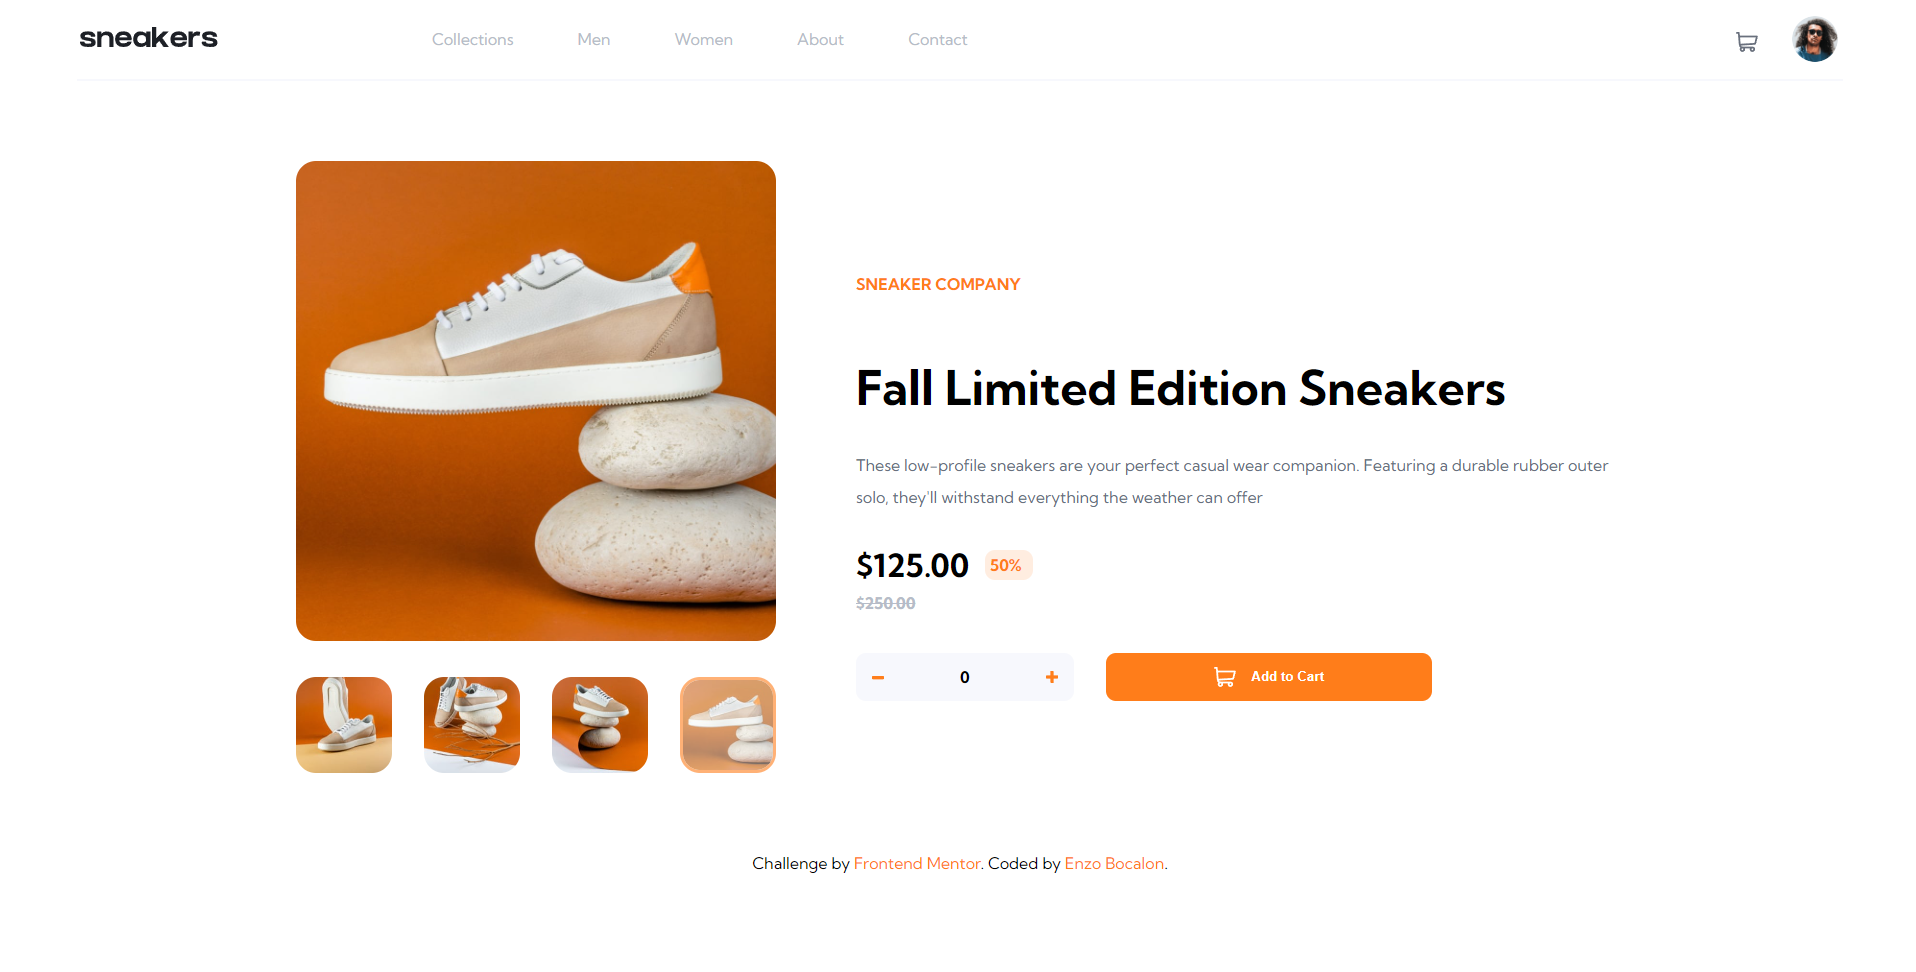 sneakers
Collections Men Women About Contact
SNEAKER COMPANY
Fall Limited Edition Sneakers
These low-profile sneakers are your perfect casual wear companion. Featuring a durable rubber outer
solo, they'll withstand everything the weather can offer
$125.00 50%
$250.00
0 Add to Cart
Challenge by Frontend Mentor. Coded by Enzo Bocalon.